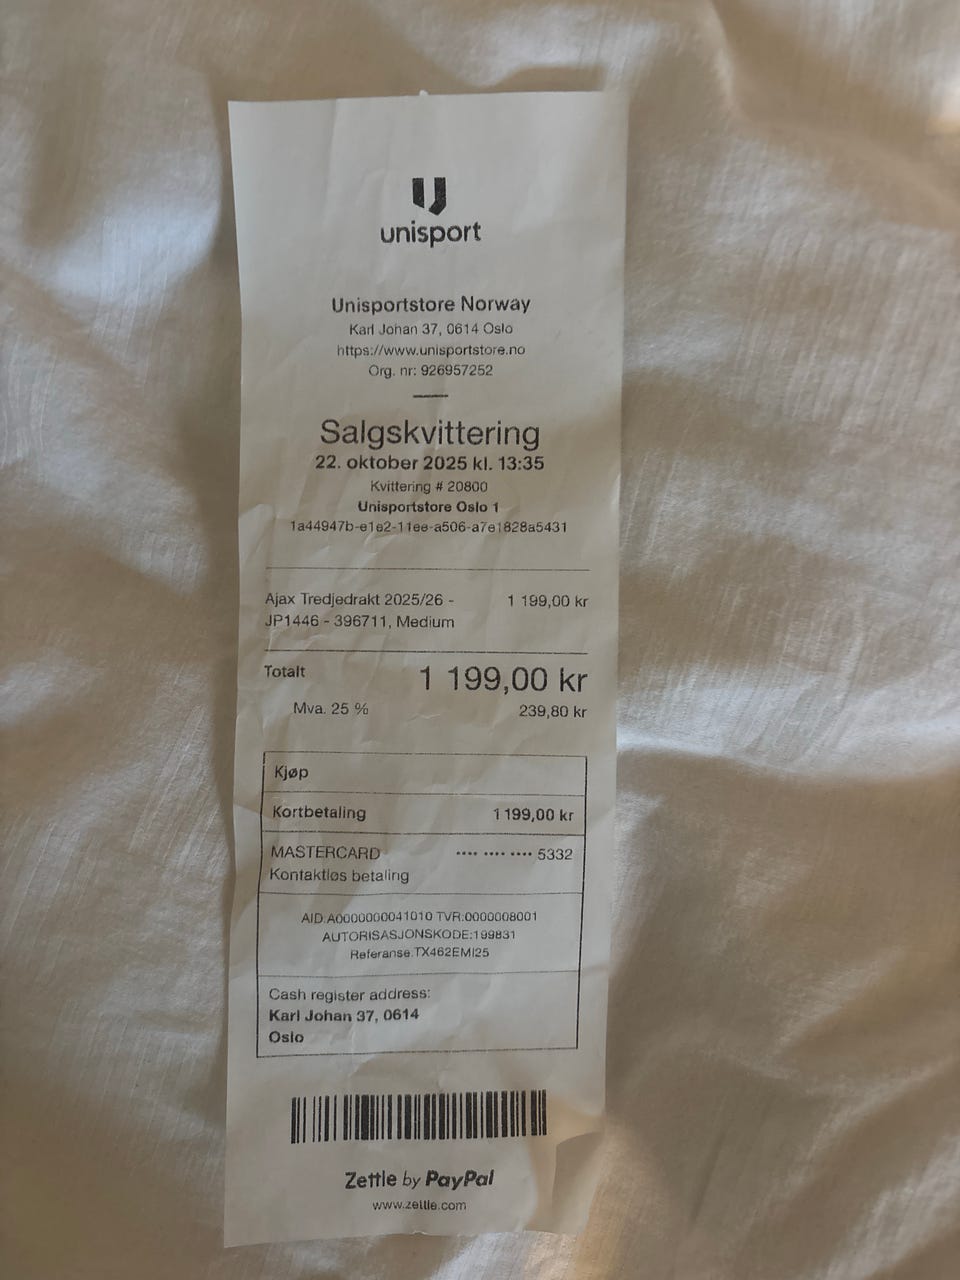 unisport
Unisportstore Norway
Karl Johan 37, 0614 Oslo
https://www.unisportstore.no
Org. nr: 926957252
Salgskvittering
22. oktober 2025 kl. 13:35
Kvittering # 20800
Unisportstore Oslo 1
1a44947b-e1e2-11ee-a506-a7e1828a5431
Ajax Tredjedrakt 2025/26 - 1 199,00 kr
JP1446 - 396711, Medium
Totalt 1 199,00 kr
Mva. 25 % 239,80 kr
Kjøp
Kortbetaling 1 199,00 kr
MASTERCARD •••• •••• •••• 5332
Kontaktløs betaling
AID:A0000000041010 TVR:0000008001
AUTORISASJONSKODE:199831
Referanse:TX462EMI25
Cash register address:
Karl Johan 37, 0614
Oslo
Zettle by PayPal
www.zettle.com